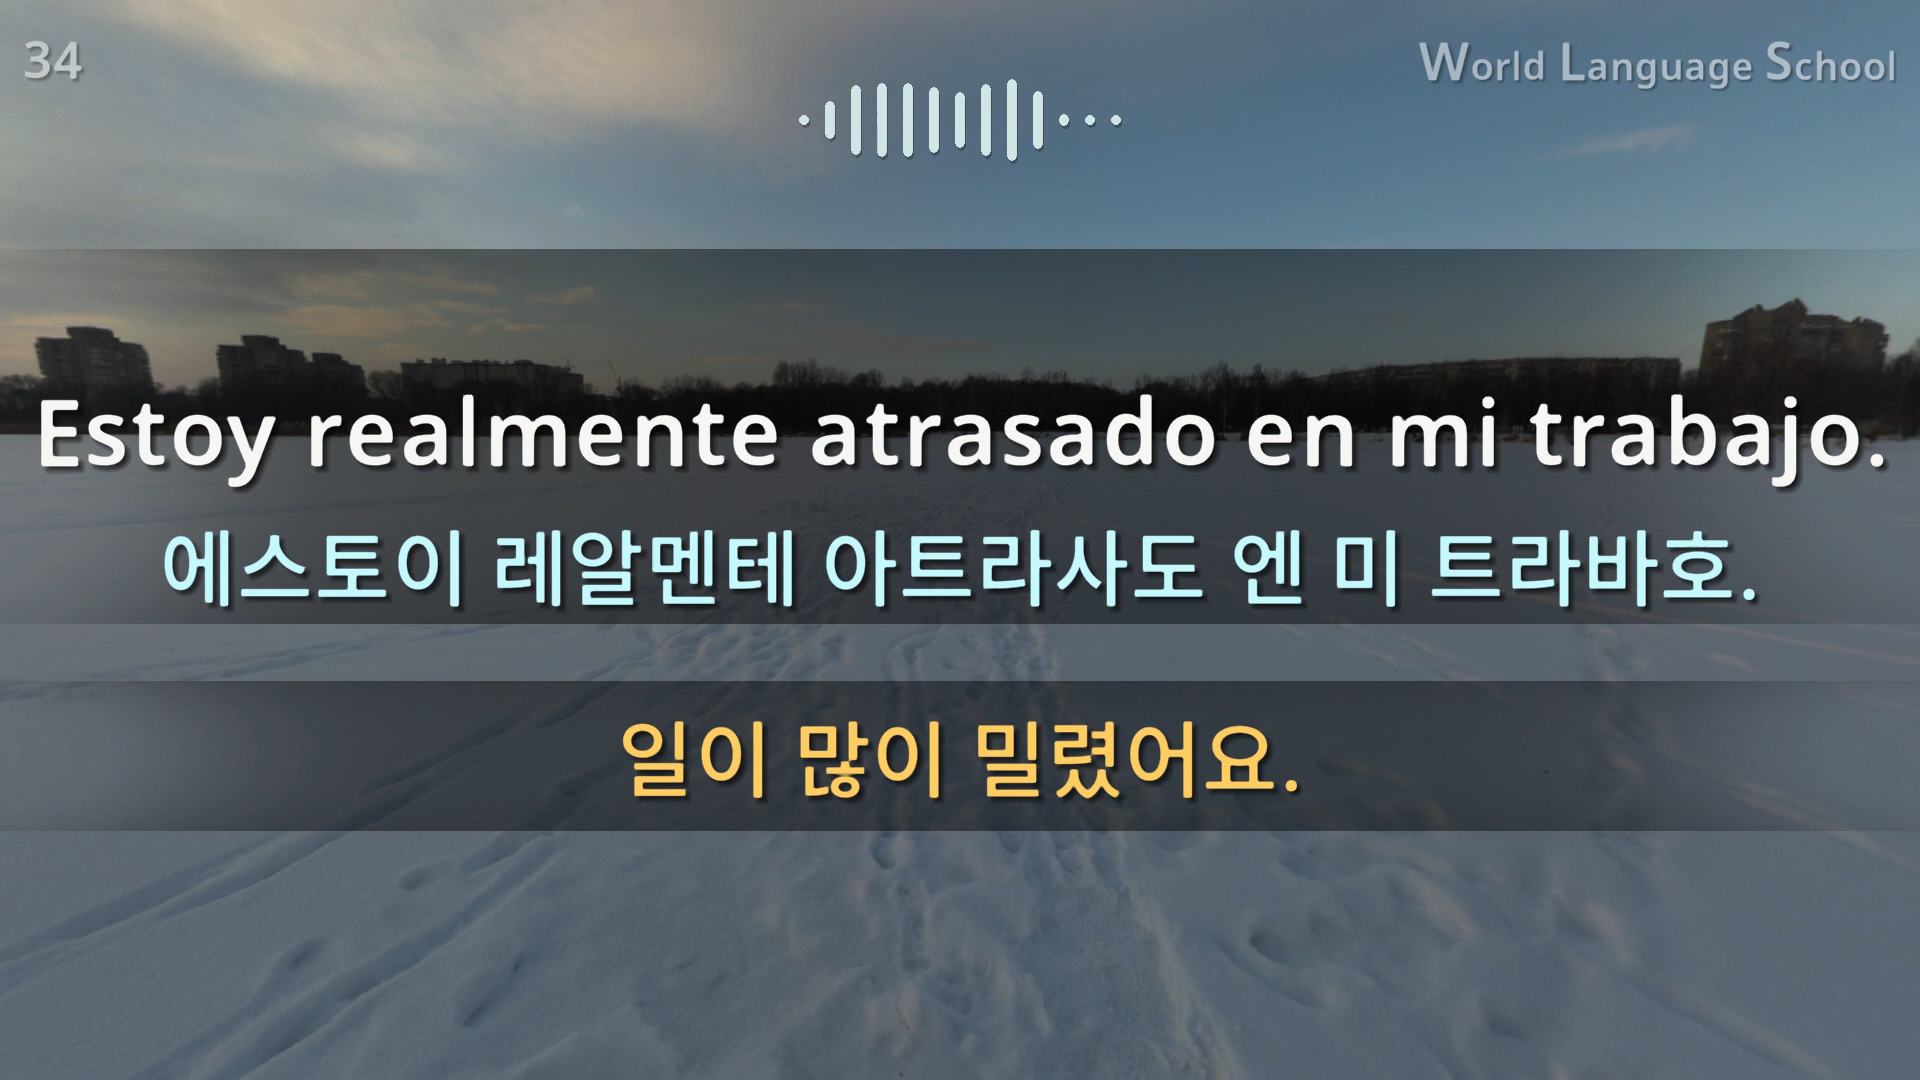 34
World Language School
Estoy realmente atrasado en mi trabajo.
에스토이 레알멘테 아트라사도 엔 미 트라바호.
일이 많이 밀렸어요.